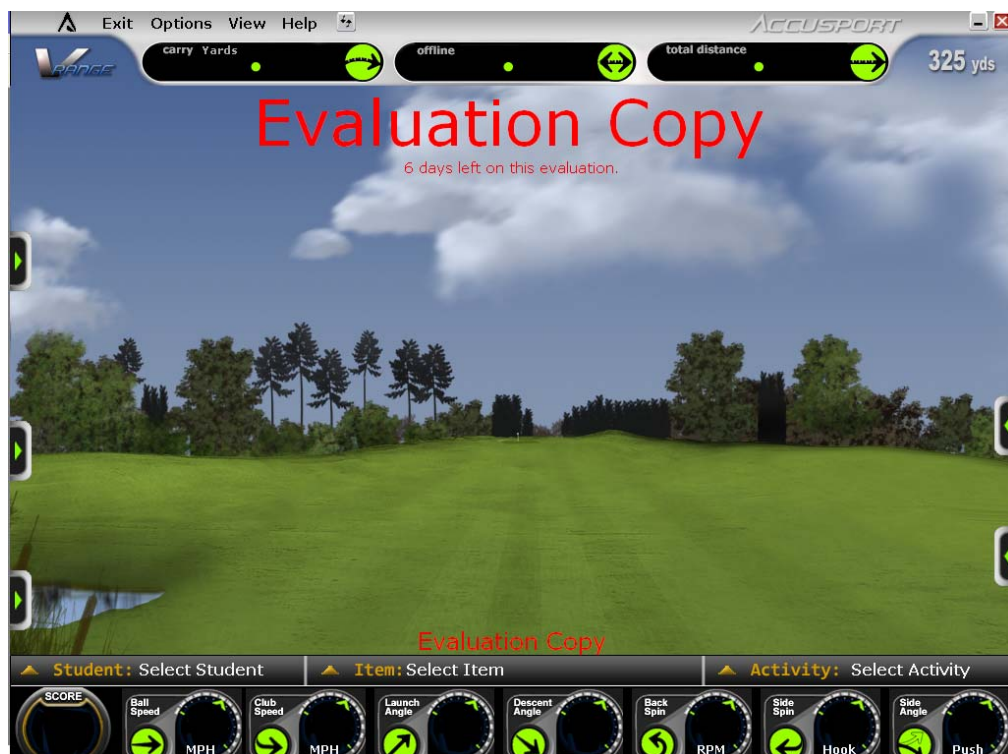 Exit Options View Help
ACCUSPORT
V RANGE
carry Yards
offline
total distance
325 yds
Evaluation Copy
6 days left on this evaluation.
Evaluation Copy
Student: Select Student
Item: Select Item
Activity: Select Activity
SCORE
Ball Speed
MPH
Club Speed
MPH
Launch Angle
Descent Angle
Back Spin
RPM
Side Spin
Hook
Side Angle
Push